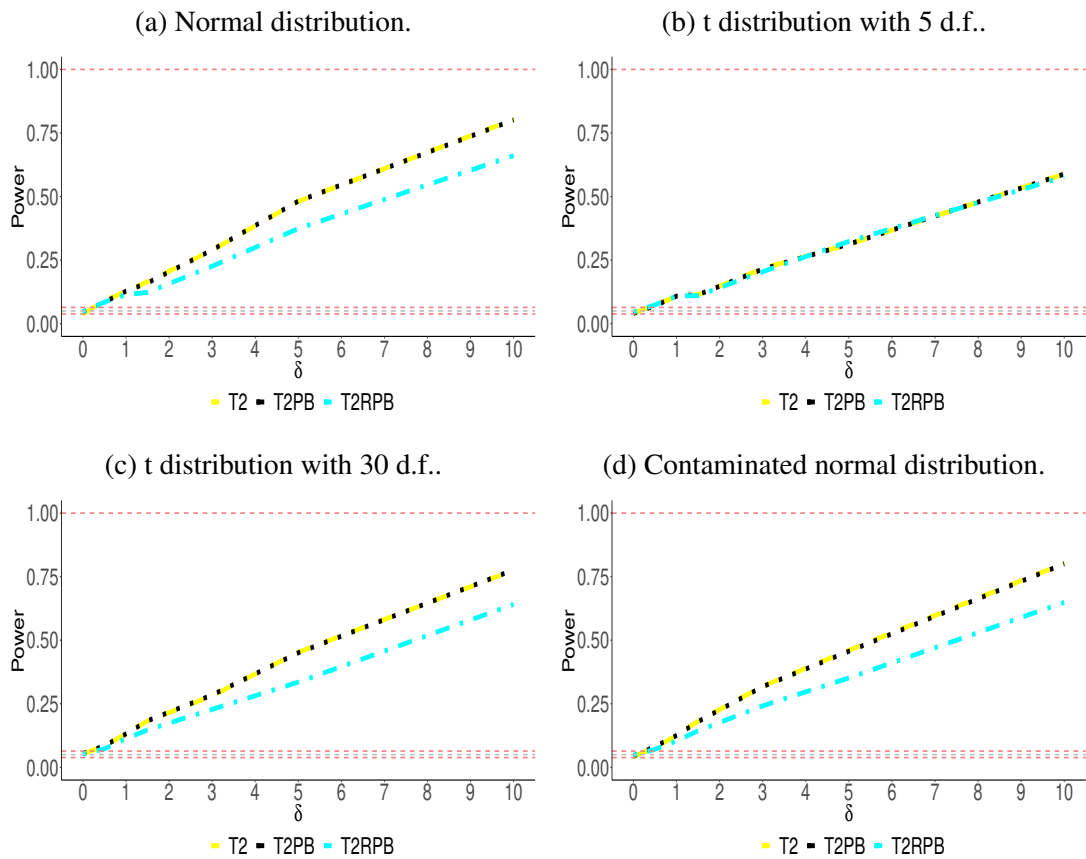 (a) Normal distribution.
1.00
0.75
0.50
0.25
0.00
Power
0 1 2 3 4 5 6 7 8 9 10
δ
T2 T2PB T2RPB
(b) t distribution with 5 d.f..
1.00
0.75
0.50
0.25
0.00
Power
0 1 2 3 4 5 6 7 8 9 10
δ
T2 T2PB T2RPB
(c) t distribution with 30 d.f..
1.00
0.75
0.50
0.25
0.00
Power
0 1 2 3 4 5 6 7 8 9 10
δ
T2 T2PB T2RPB
(d) Contaminated normal distribution.
1.00
0.75
0.50
0.25
0.00
Power
0 1 2 3 4 5 6 7 8 9 10
δ
T2 T2PB T2RPB